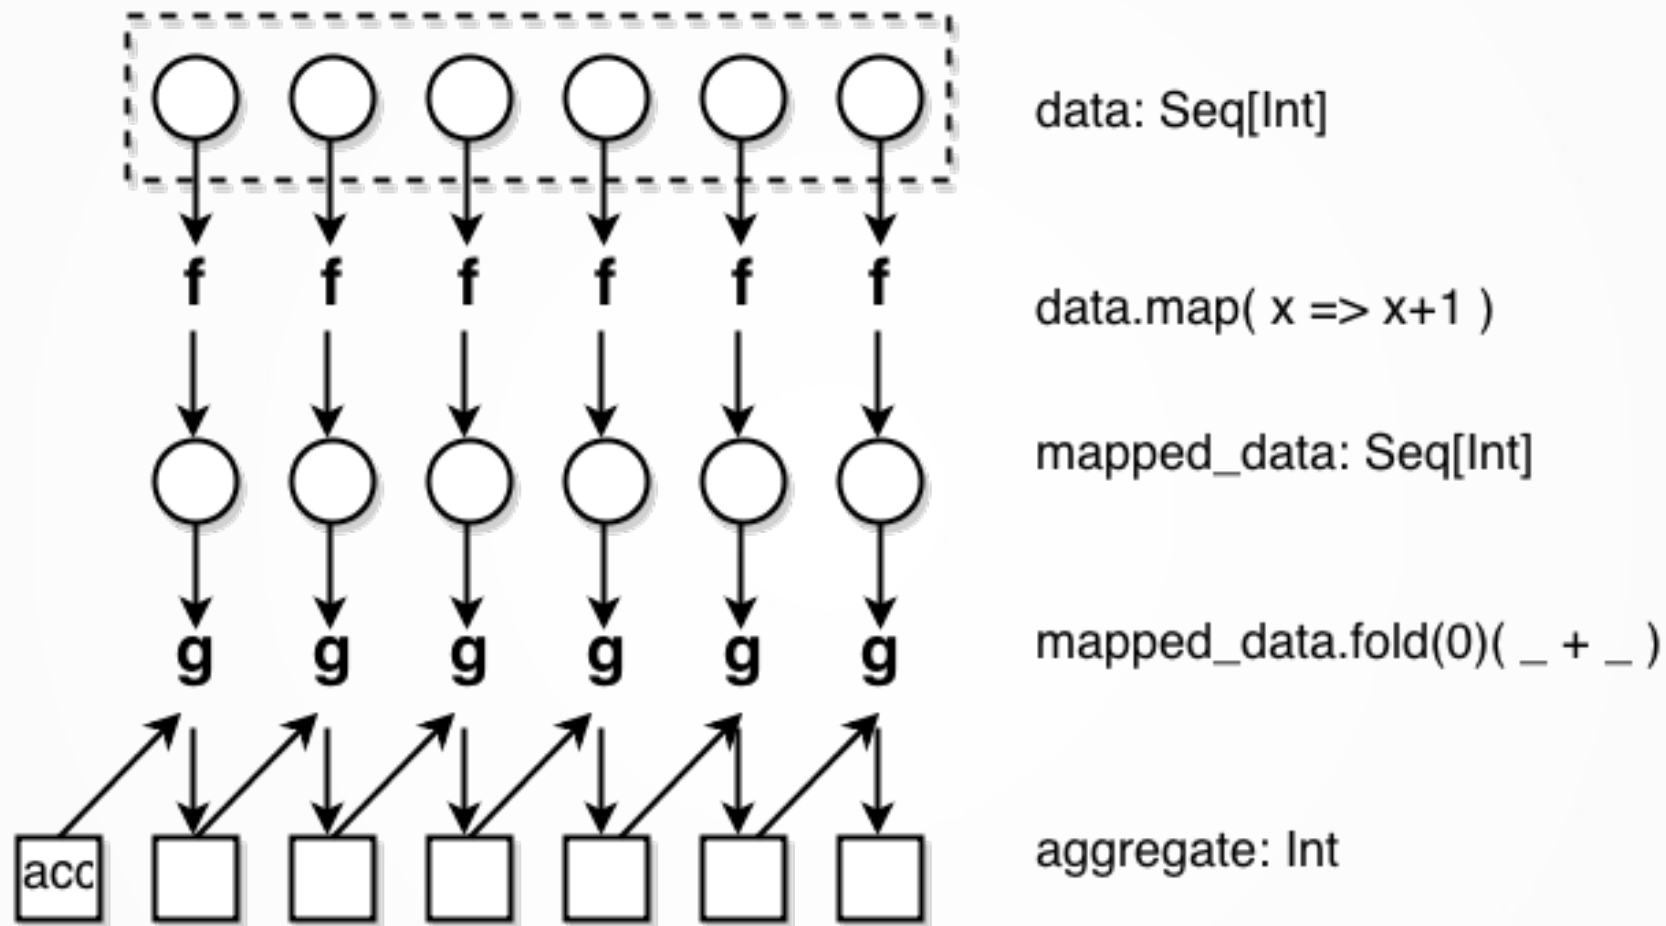 data: Seq[Int]
f f f f f f
data.map( x => x+1 )
mapped_data: Seq[Int]
g g g g g g
mapped_data.fold(0)( _ + _ )
acc
aggregate: Int